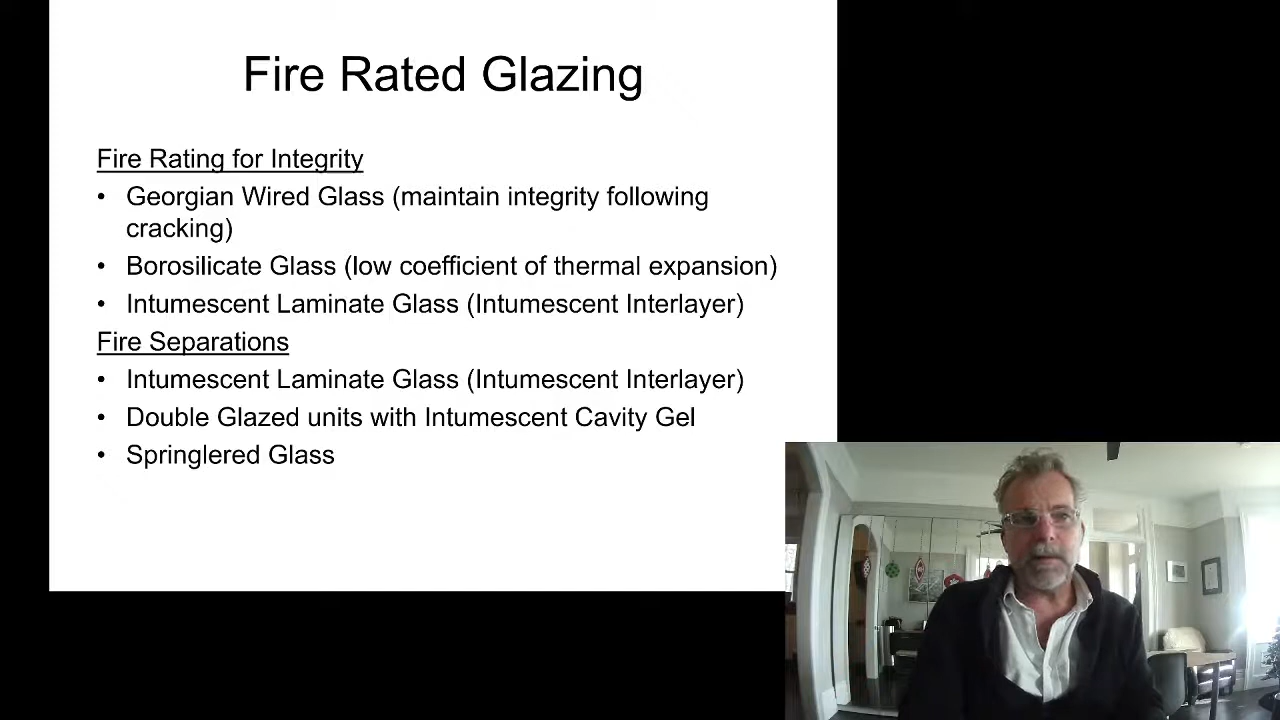 Fire Rated Glazing
Fire Rating for Integrity
• Georgian Wired Glass (maintain integrity following
cracking)
• Borosilicate Glass (low coefficient of thermal expansion)
• Intumescent Laminate Glass (Intumescent Interlayer)
Fire Separations
• Intumescent Laminate Glass (Intumescent Interlayer)
• Double Glazed units with Intumescent Cavity Gel
• Springlered Glass